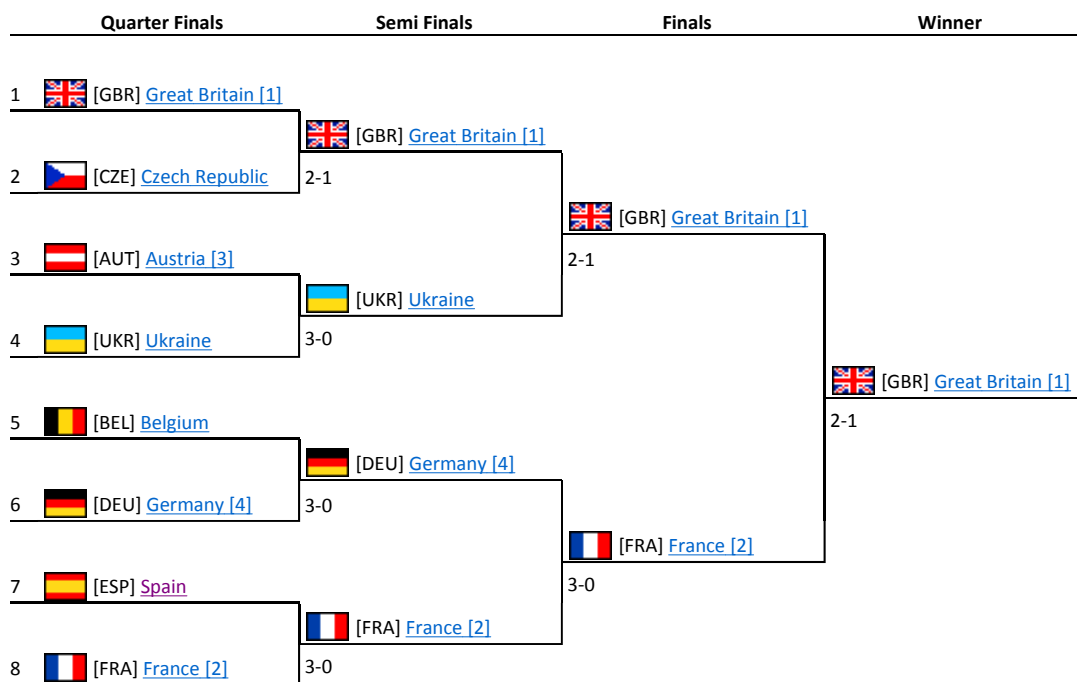 Quarter Finals Semi Finals Finals Winner
1 [GBR] Great Britain [1]
[GBR] Great Britain [1]
2 [CZE] Czech Republic 2-1
[GBR] Great Britain [1]
3 [AUT] Austria [3] 2-1
[UKR] Ukraine
4 [UKR] Ukraine 3-0
[GBR] Great Britain [1]
5 [BEL] Belgium 2-1
[DEU] Germany [4]
6 [DEU] Germany [4] 3-0
[FRA] France [2]
7 [ESP] Spain 3-0
[FRA] France [2]
8 [FRA] France [2] 3-0